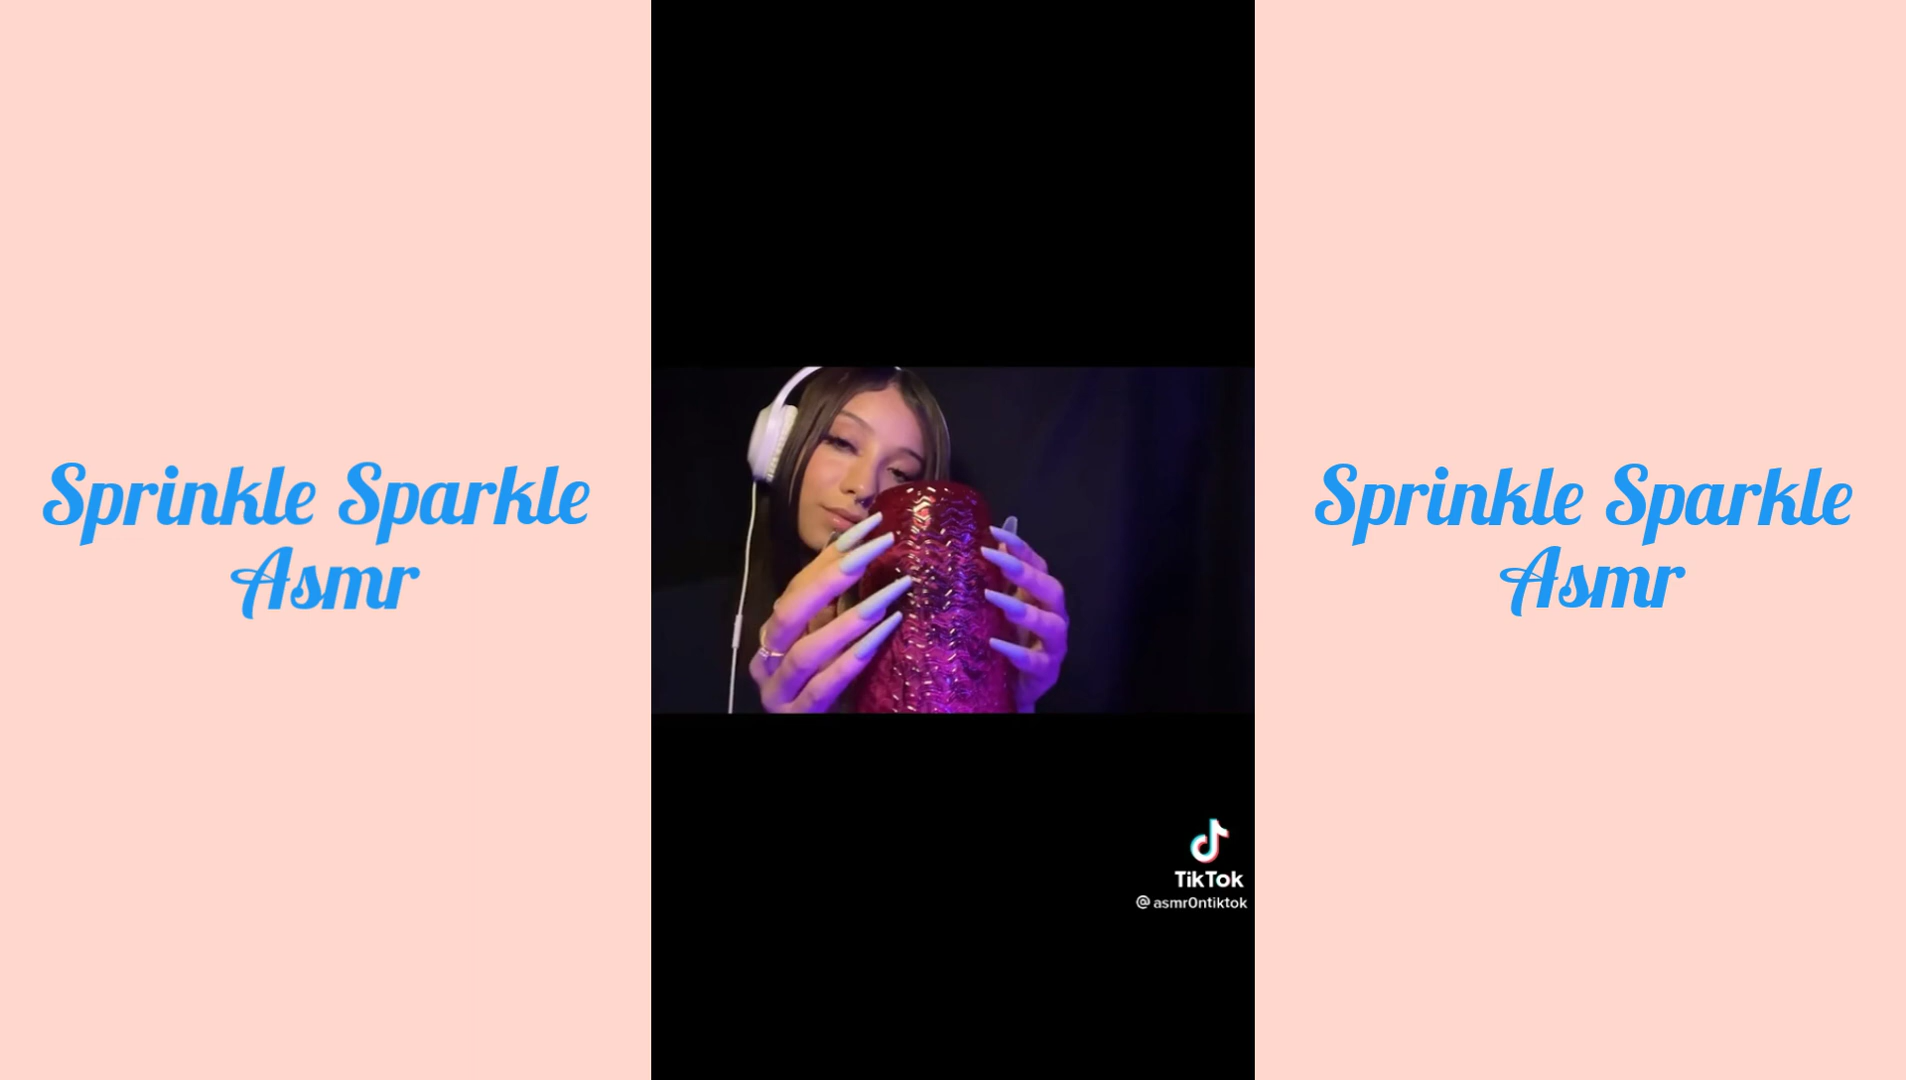 Sprinkle Sparkle
Asmr
Sprinkle Sparkle
Asmr
TikTok
@asmr0ntiktok